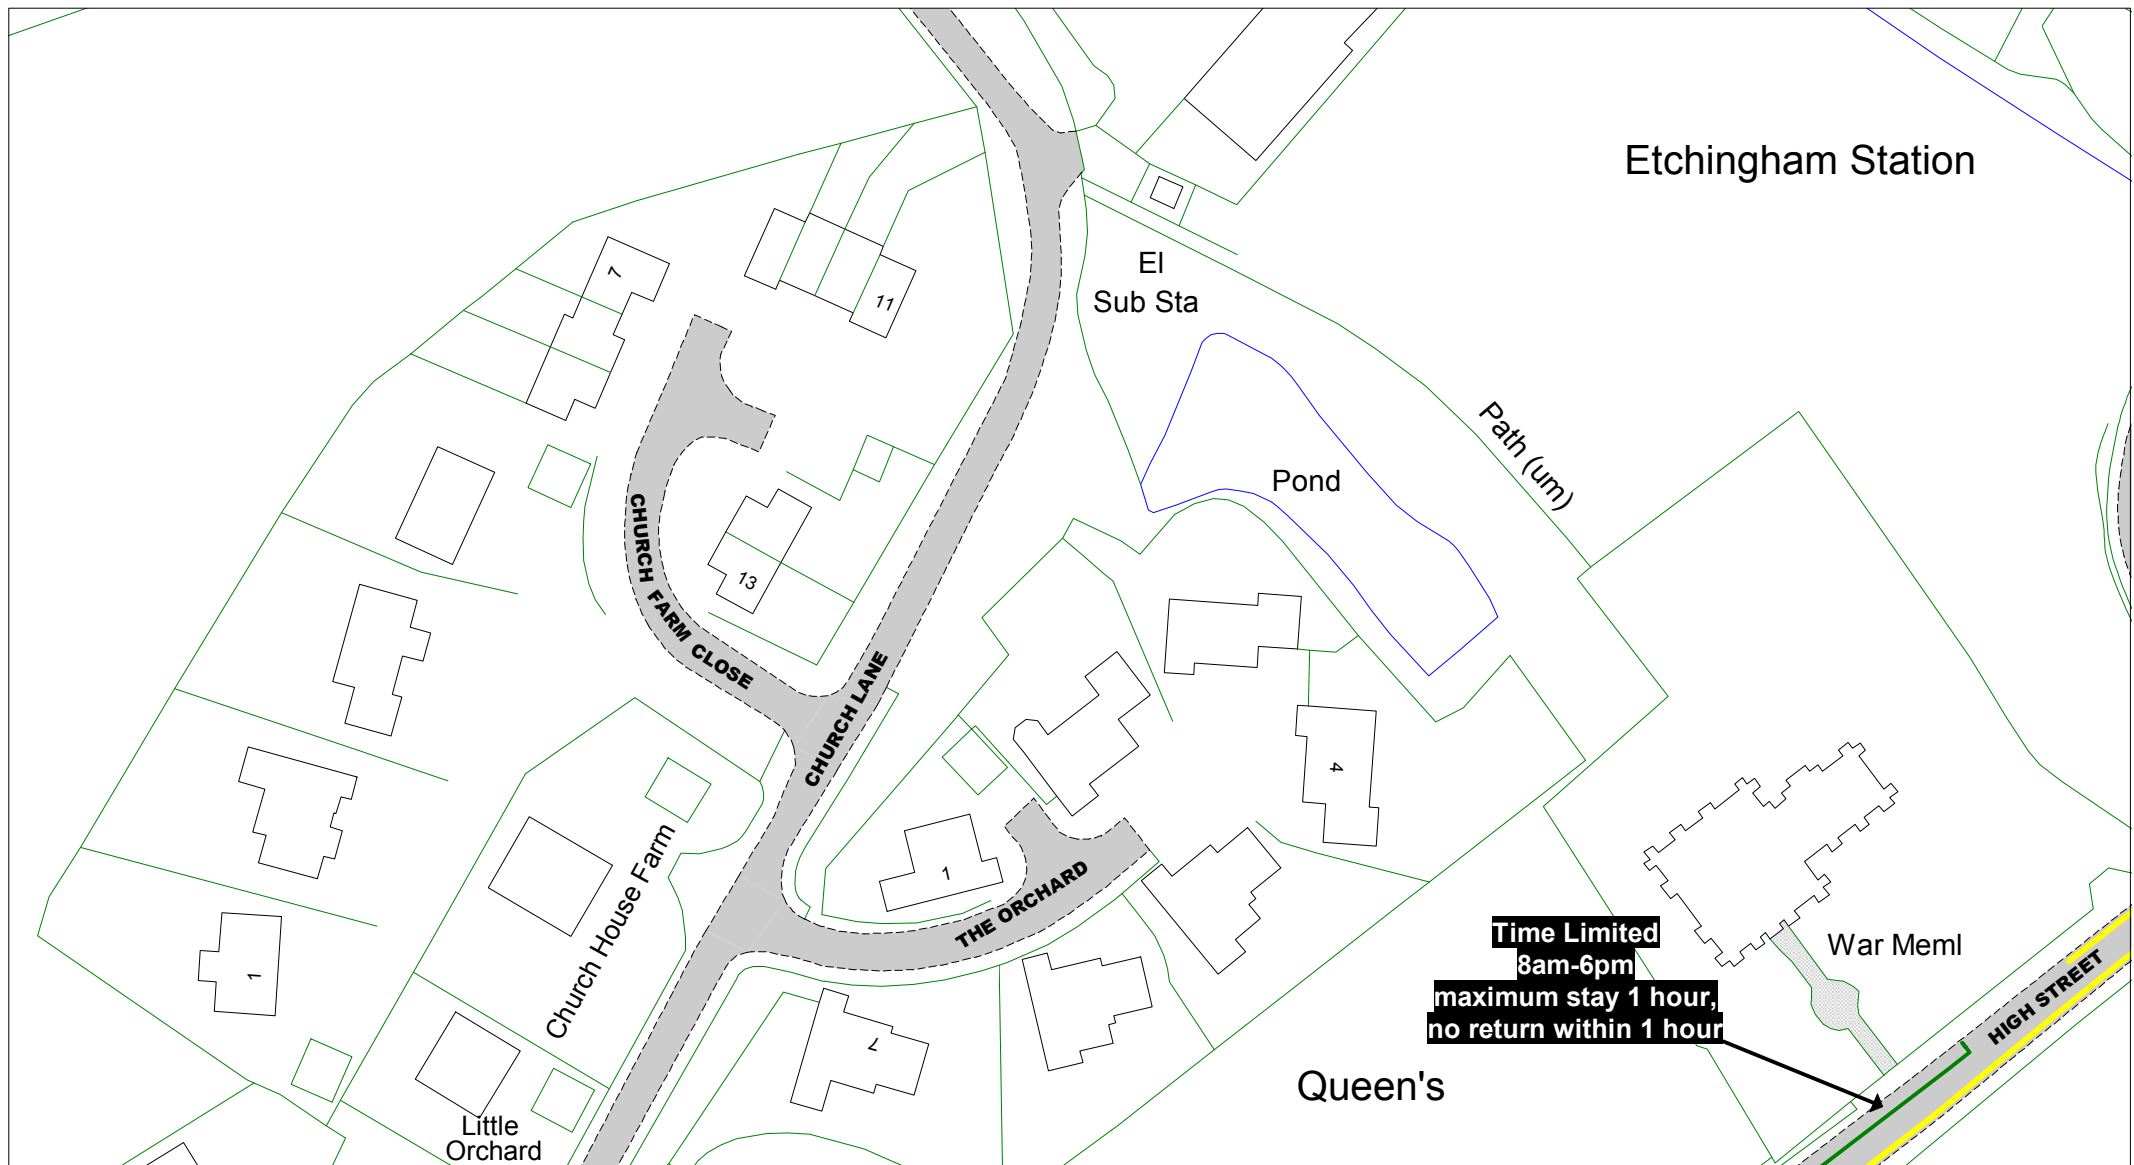 Etchingham Station
El
Sub Sta
7
11
Path (um)
Pond
CHURCH FARM CLOSE
13
CHURCH LANE
4
Church House Farm
1
THE ORCHARD
1
Time Limited
8am-6pm
maximum stay 1 hour,
no return within 1 hour
War Meml
HIGH STREET
7
Queen's
Little
Orchard